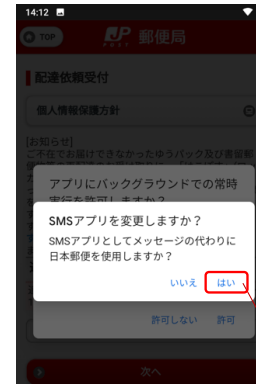 14:12
TOP
JP
POST
郵便局
配達依頼受付
個人情報保護方針
[お知らせ]
ご不在でお届けできなかったゆうパック及び書留郵
アプリにバックグラウンドでの常時
実行を許可しますか？
SMSアプリを変更しますか？
SMSアプリとしてメッセージの代わりに
日本郵便を使用しますか？
いいえ はい
許可しない 許可
次へ